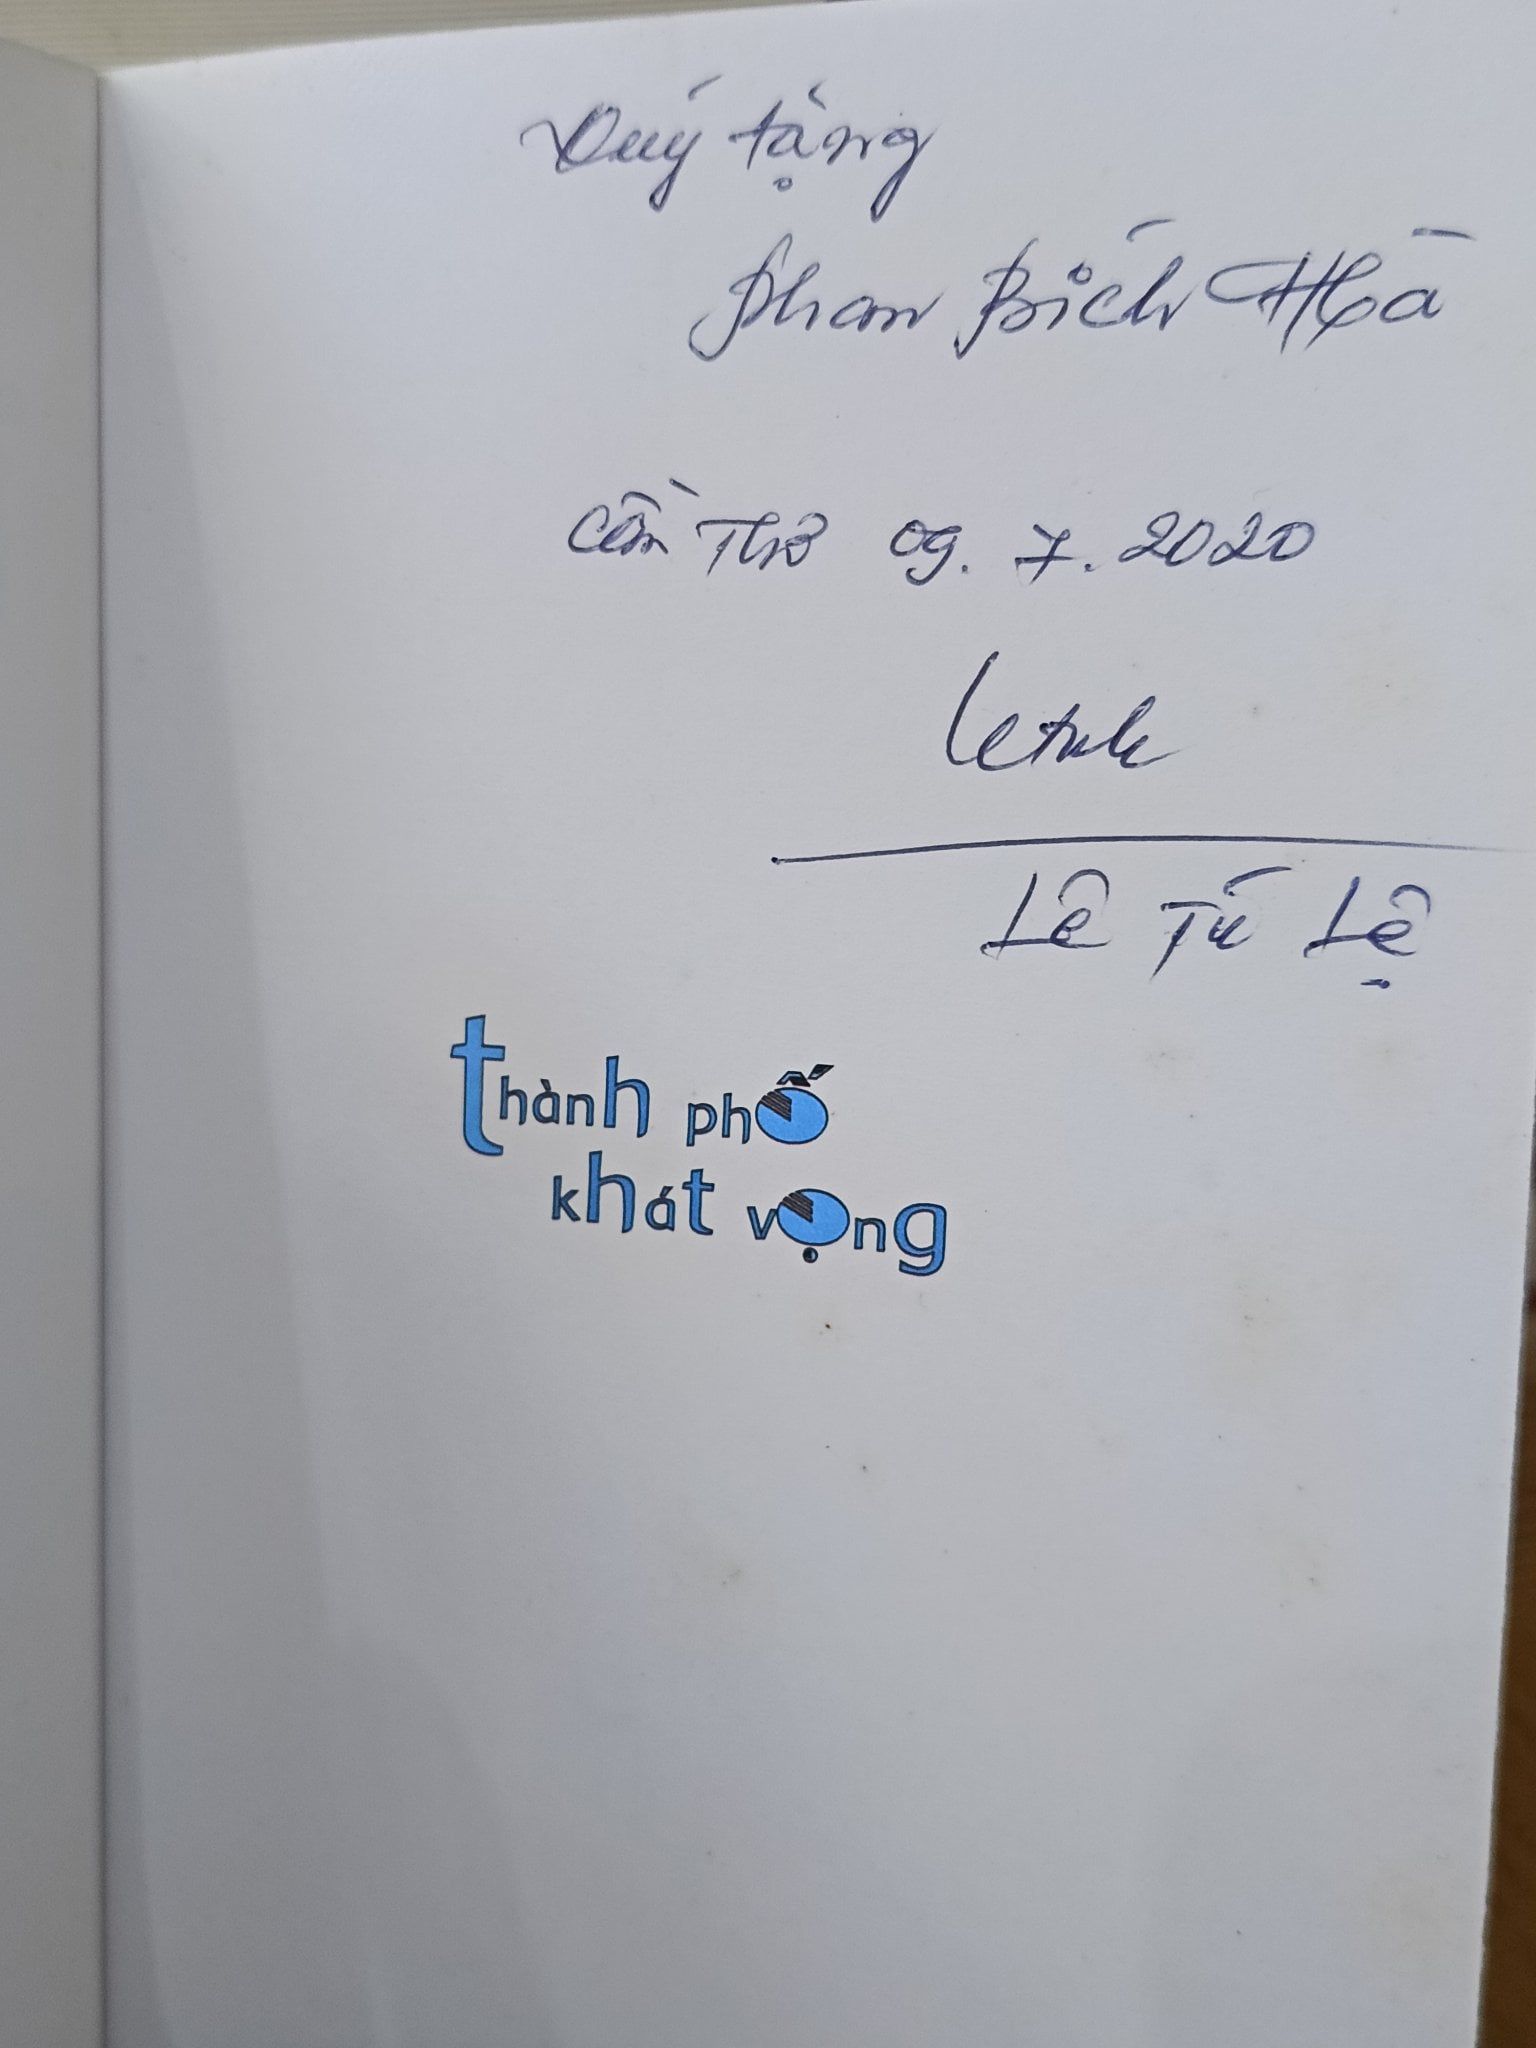 Quý tặng
Phan Bích Hà
Cần Thơ 09.7.2020
Lê Tú Lệ
thành phố
khát vọng